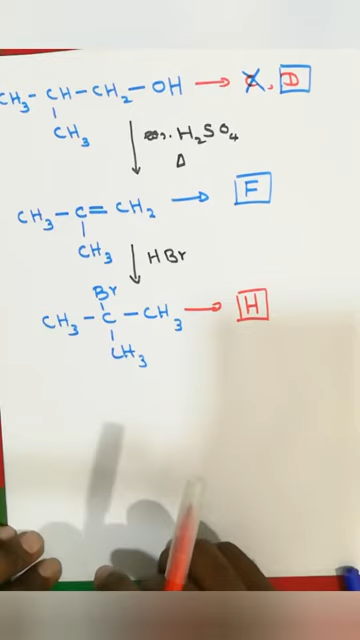 CH₃-CH-CH₂-OH → C, D
CH₃
H₂SO₄
Δ
CH₃-C=CH₂ → F
CH₃
HBr
Br
CH₃-C-CH₃ → H
CH₃